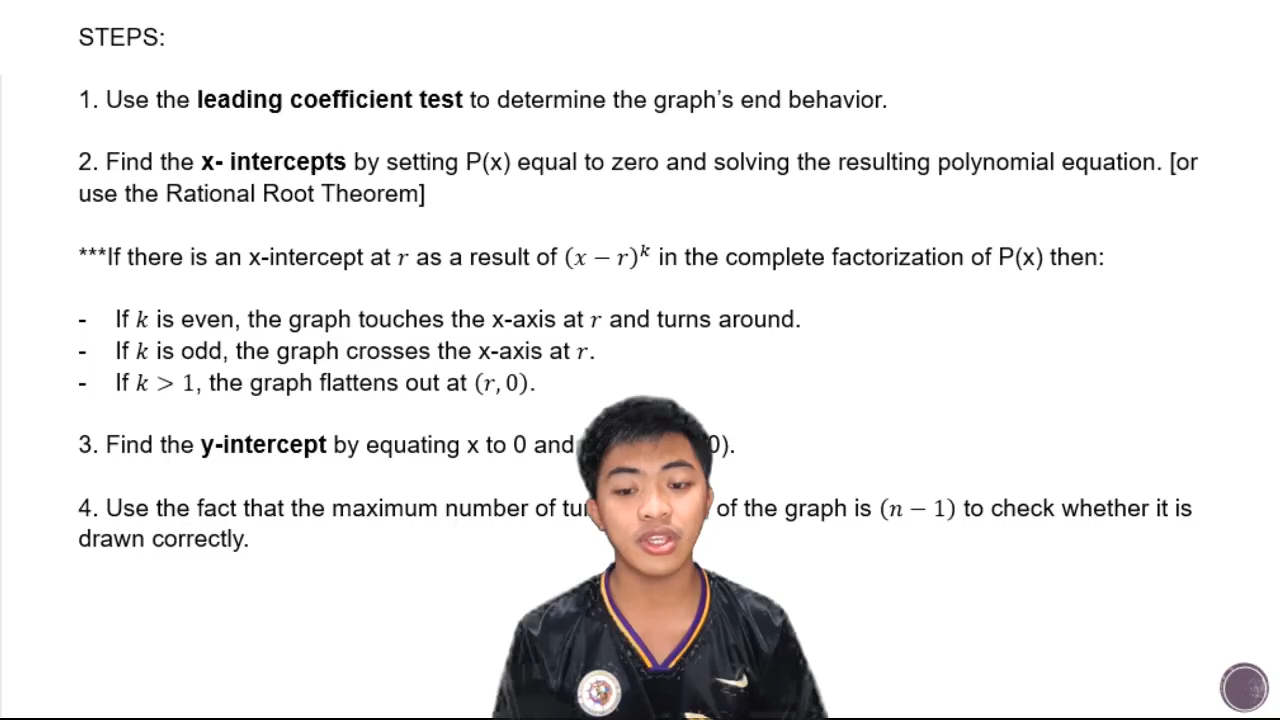 STEPS:
1. Use the leading coefficient test to determine the graph's end behavior.
2. Find the x- intercepts by setting P(x) equal to zero and solving the resulting polynomial equation. [or
use the Rational Root Theorem]
***If there is an x-intercept at r as a result of (x − r)^k in the complete factorization of P(x) then:
- If k is even, the graph touches the x-axis at r and turns around.
- If k is odd, the graph crosses the x-axis at r.
- If k > 1, the graph flattens out at (r, 0).
3. Find the y-intercept by equating x to 0 and 0).
4. Use the fact that the maximum number of of the graph is (n − 1) to check whether it is
drawn correctly.